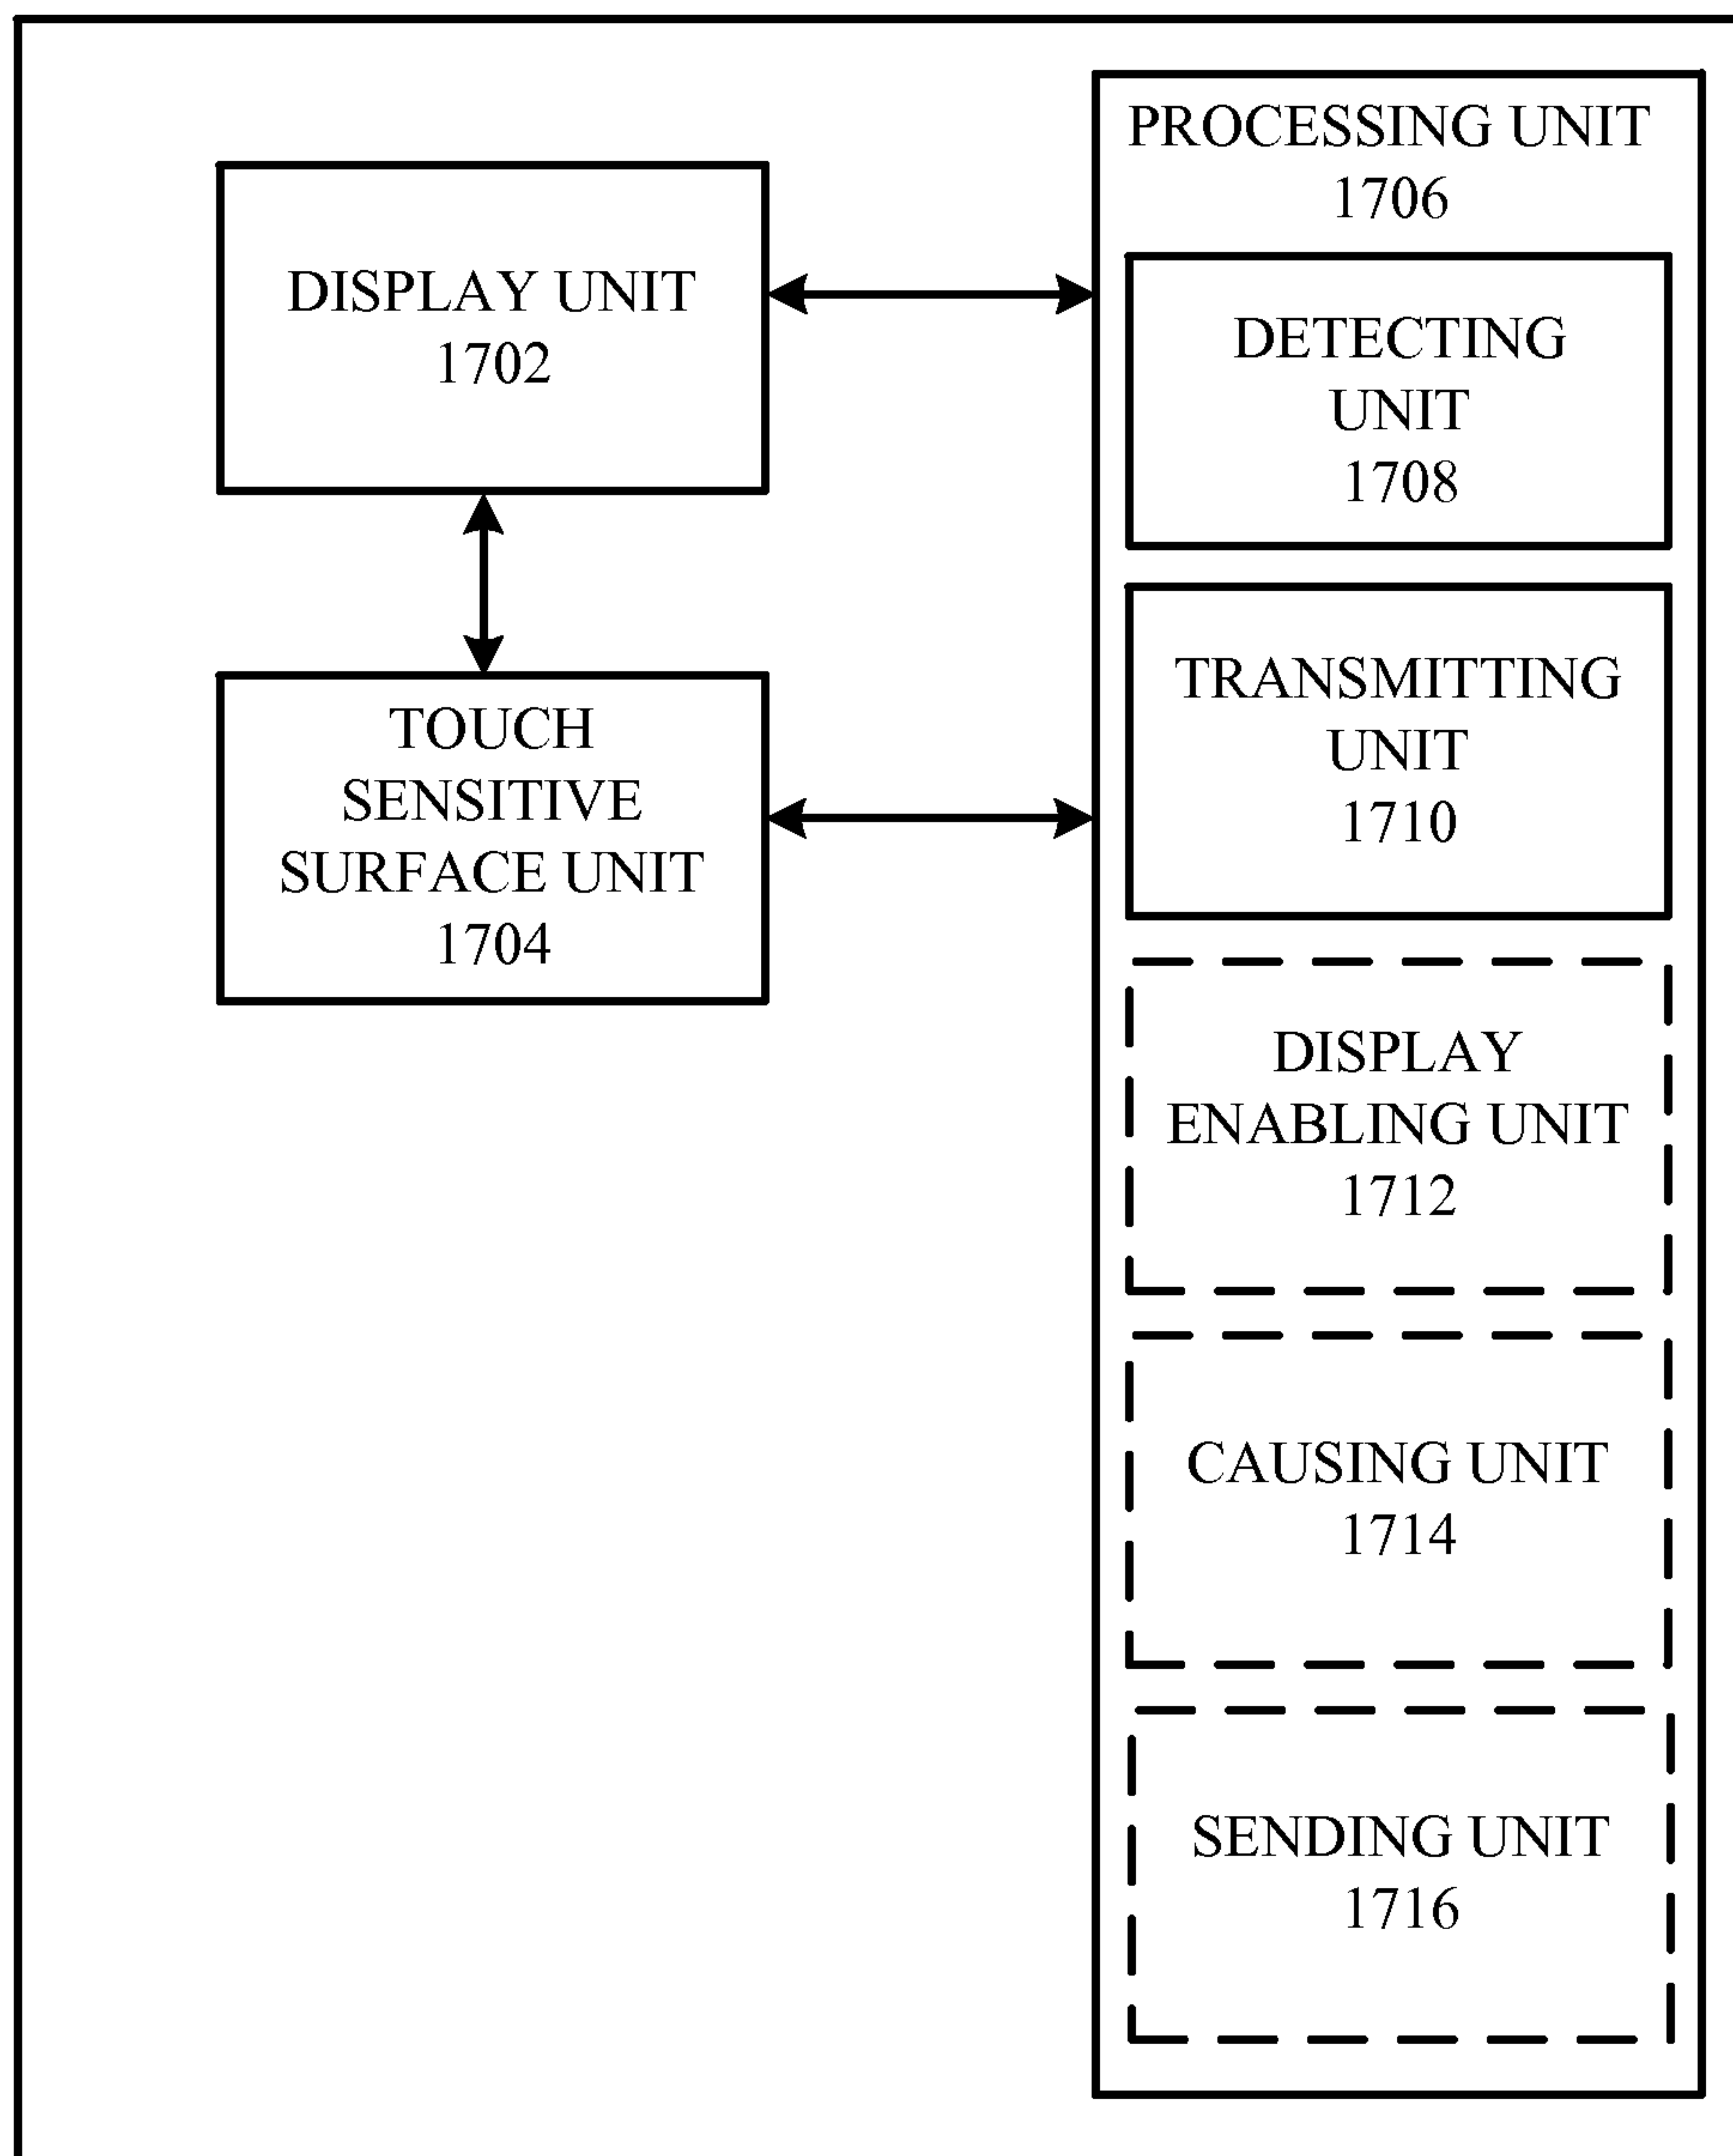 DISPLAY UNIT
1702
TOUCH
SENSITIVE
SURFACE UNIT
1704
PROCESSING UNIT
1706
DETECTING
UNIT
1708
TRANSMITTING
UNIT
1710
DISPLAY
ENABLING UNIT
1712
CAUSING UNIT
1714
SENDING UNIT
1716